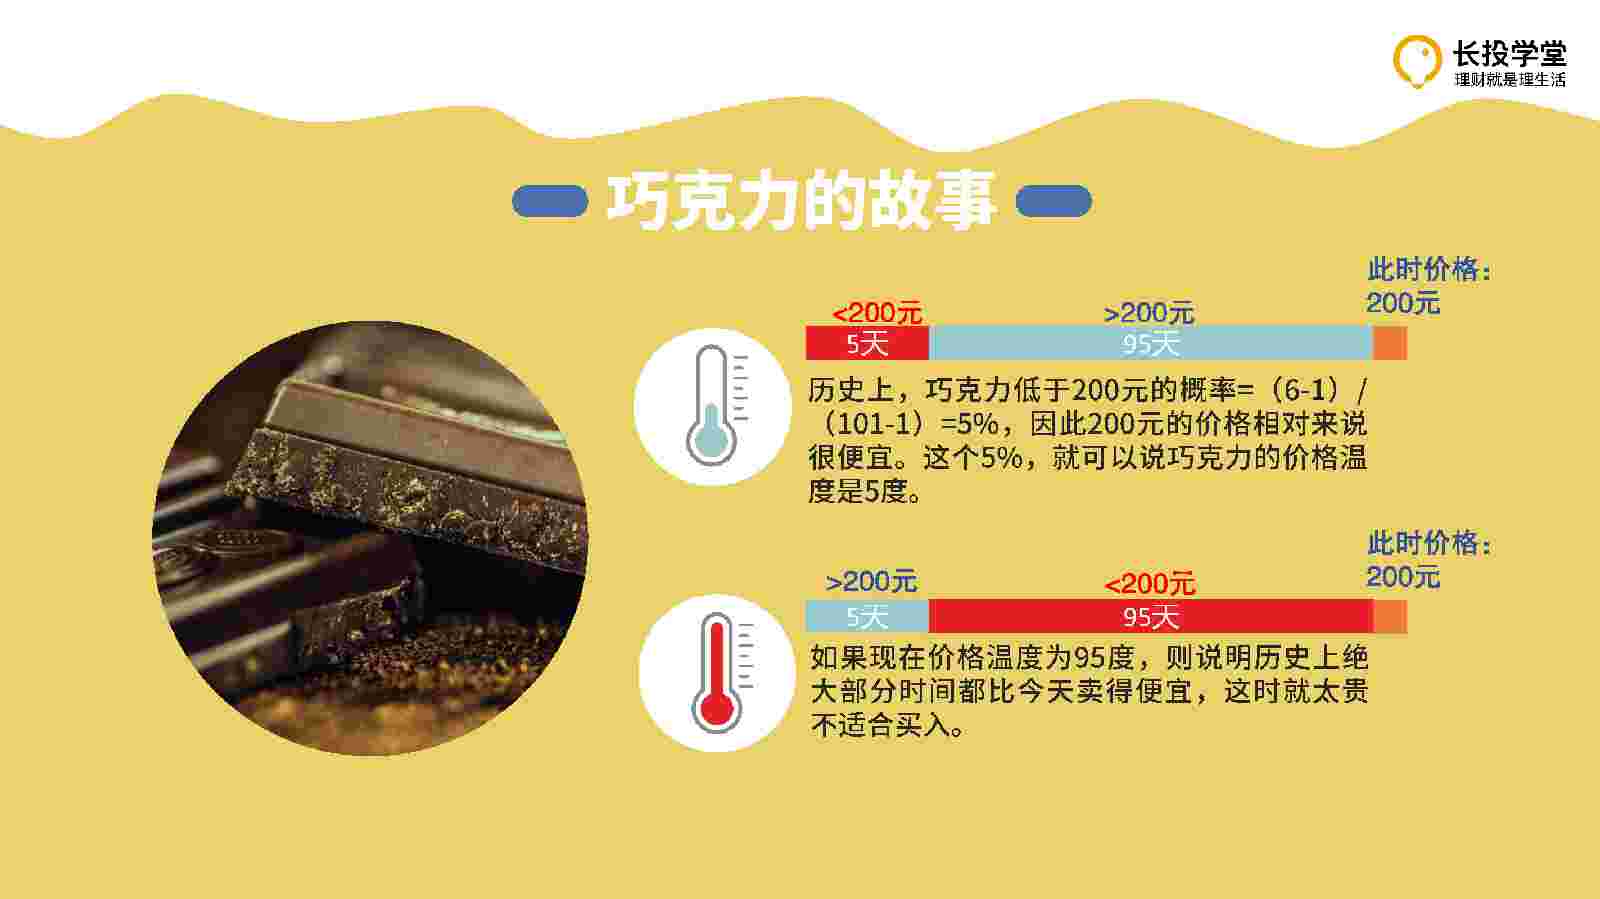 长投学堂
理财就是理生活
巧克力的故事
此时价格：
200元
<200元
>200元
5天
95天
历史上，巧克力低于200元的概率=（6-1）/
（101-1）=5%，因此200元的价格相对来说
很便宜。这个5%，就可以说巧克力的价格温
度是5度。
此时价格：
200元
>200元
<200元
5天
95天
如果现在价格温度为95度，则说明历史上绝
大部分时间都比今天卖得便宜，这时就太贵
不适合买入。